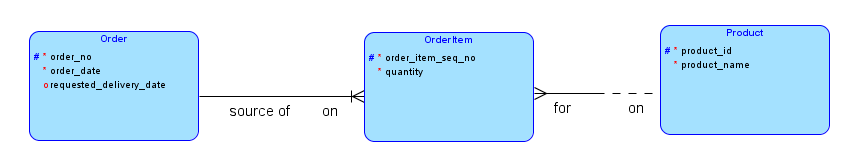 Order
# * order_no
* order_date
o requested_delivery_date
source of on
OrderItem
# * order_item_seq_no
* quantity
for on
Product
# * product_id
* product_name